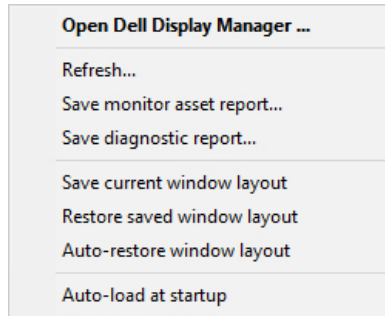 Open Dell Display Manager ...
Refresh...
Save monitor asset report...
Save diagnostic report...
Save current window layout
Restore saved window layout
Auto-restore window layout
Auto-load at startup